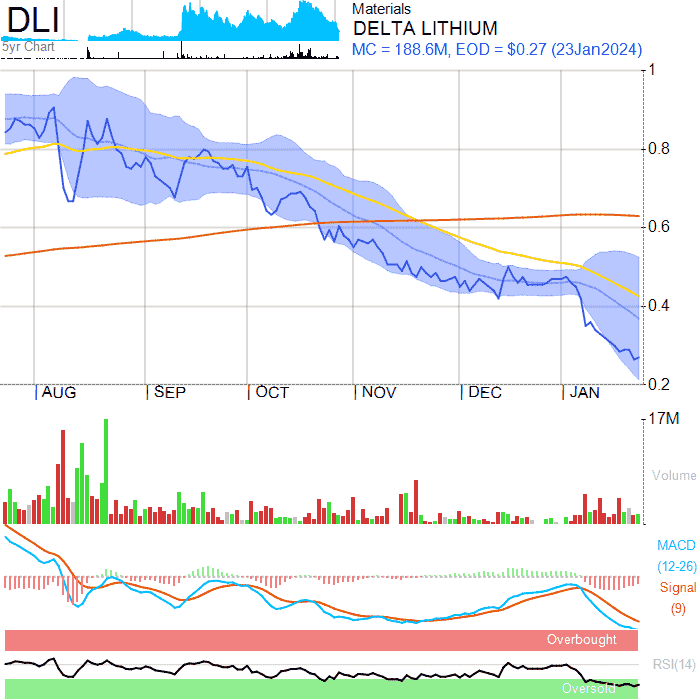 DLI
5yr Chart
Materials
DELTA LITHIUM
MC = 188.6M, EOD = $0.27 (23Jan2024)
1
0.8
0.6
0.4
0.2
AUG SEP OCT NOV DEC JAN
17M
Volume
MACD
(12-26)
Signal
(9)
Overbought
RSI(14)
Oversold